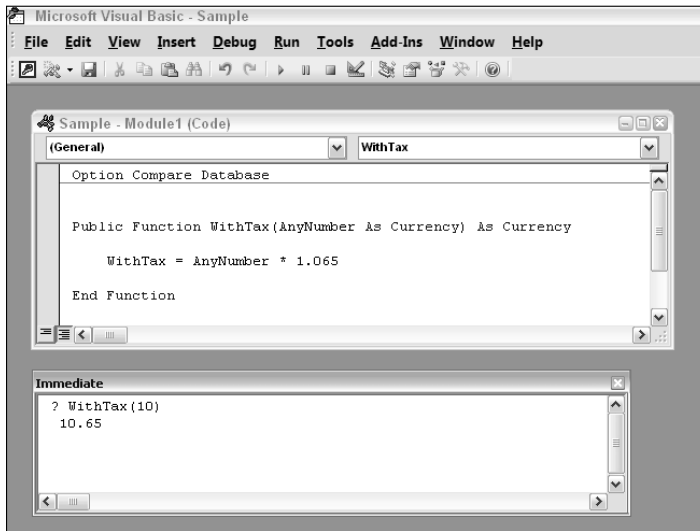 Microsoft Visual Basic - Sample
File Edit View Insert Debug Run Tools Add-Ins Window Help
Sample - Module1 (Code)
(General) WithTax
Option Compare Database
Public Function WithTax(AnyNumber As Currency) As Currency
WithTax = AnyNumber * 1.065
End Function
Immediate
? WithTax(10)
10.65